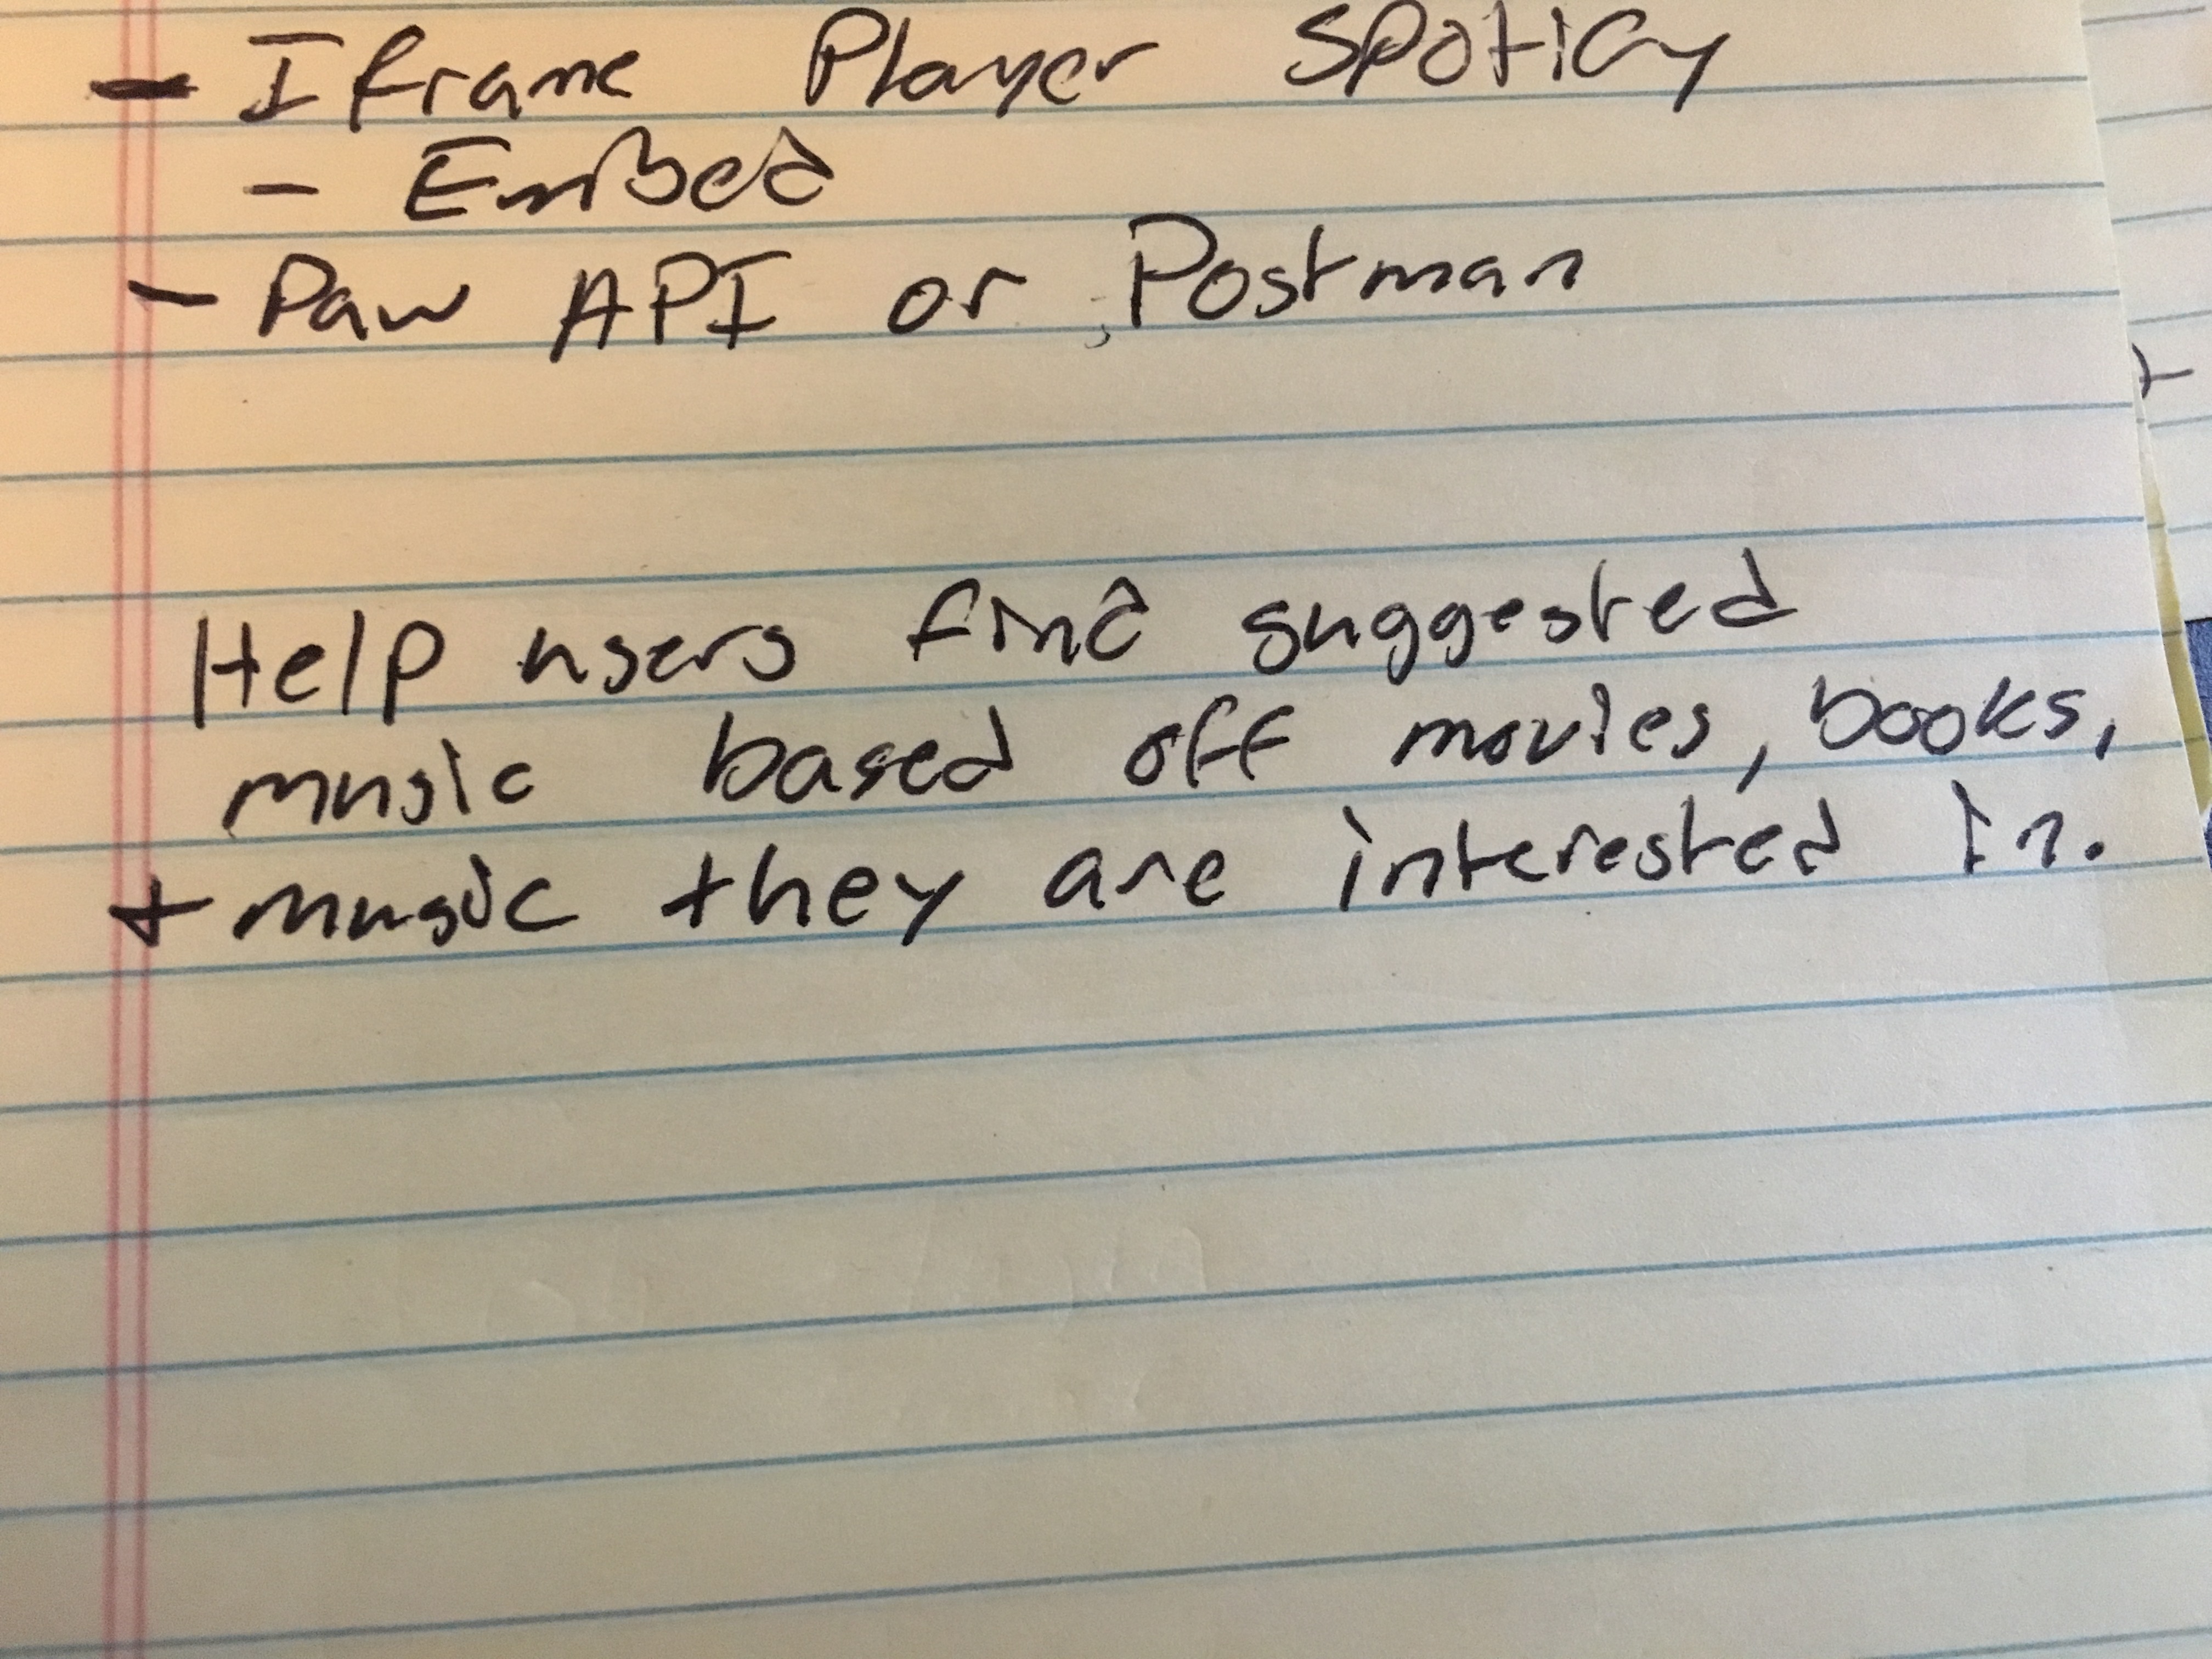 - Iframe Player Spotify
- Embed
- Paw API or Postman
Help users find suggested
music based off movies, books,
+ music they are interested in.